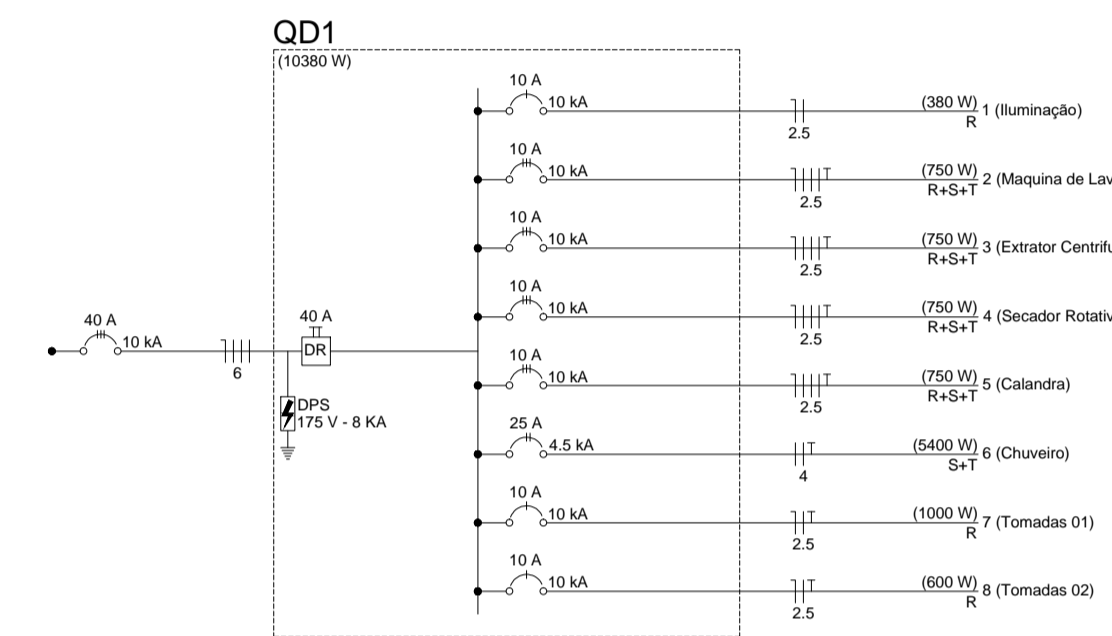 QD1
(10380 W)
10 A
10 kA
(380 W)
R
1 (Iluminação)
2.5
10 A
10 kA
T
(750 W)
R+S+T
2 (Maquina de Lav
2.5
10 A
10 kA
T
(750 W)
R+S+T
3 (Extrator Centrifu
2.5
10 A
10 kA
T
(750 W)
R+S+T
4 (Secador Rotativ
2.5
40 A
10 kA
6
40 A
DR
10 A
10 kA
T
(750 W)
R+S+T
5 (Calandra)
2.5
DPS
175 V - 8 KA
25 A
4.5 kA
T
(5400 W)
S+T
6 (Chuveiro)
4
10 A
10 kA
T
(1000 W)
R
7 (Tomadas 01)
2.5
10 A
10 kA
T
(600 W)
R
8 (Tomadas 02)
2.5